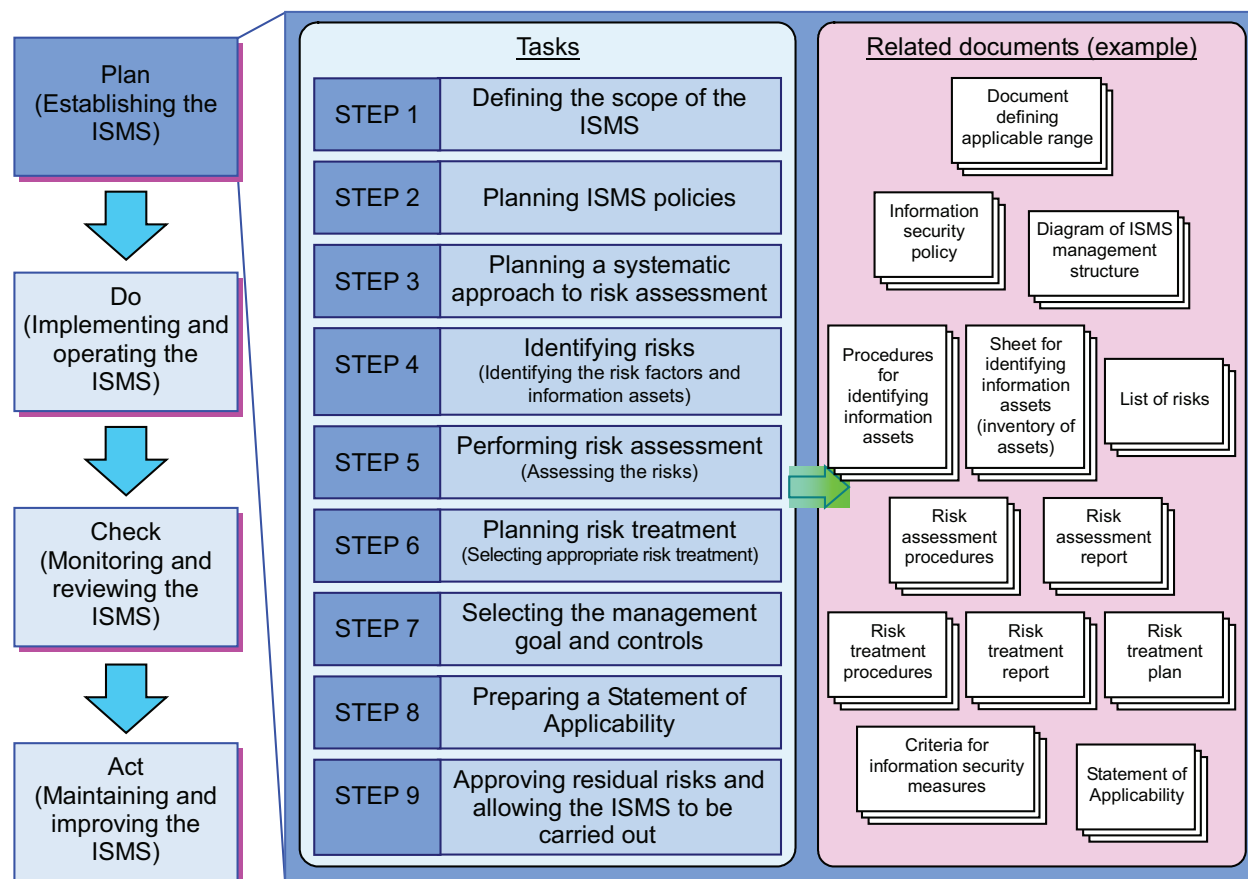 Plan
(Establishing the
ISMS)
Do
(Implementing and
operating the
ISMS)
Check
(Monitoring and
reviewing the
ISMS)
Act
(Maintaining and
improving the
ISMS)
Tasks
STEP 1
Defining the scope of the
ISMS
STEP 2
Planning ISMS policies
STEP 3
Planning a systematic
approach to risk assessment
STEP 4
Identifying risks
(Identifying the risk factors and
information assets)
STEP 5
Performing risk assessment
(Assessing the risks)
STEP 6
Planning risk treatment
(Selecting appropriate risk treatment)
STEP 7
Selecting the management
goal and controls
STEP 8
Preparing a Statement of
Applicability
STEP 9
Approving residual risks and
allowing the ISMS to be
carried out
Related documents (example)
Document
defining
applicable range
Information
security
policy
Diagram of ISMS
management
structure
Procedures
for
identifying
information
assets
Sheet for
identifying
information
assets
(inventory of
assets)
List of risks
Risk
assessment
procedures
Risk
assessment
report
Risk
treatment
procedures
Risk
treatment
report
Risk
treatment
plan
Criteria for
information security
measures
Statement of
Applicability